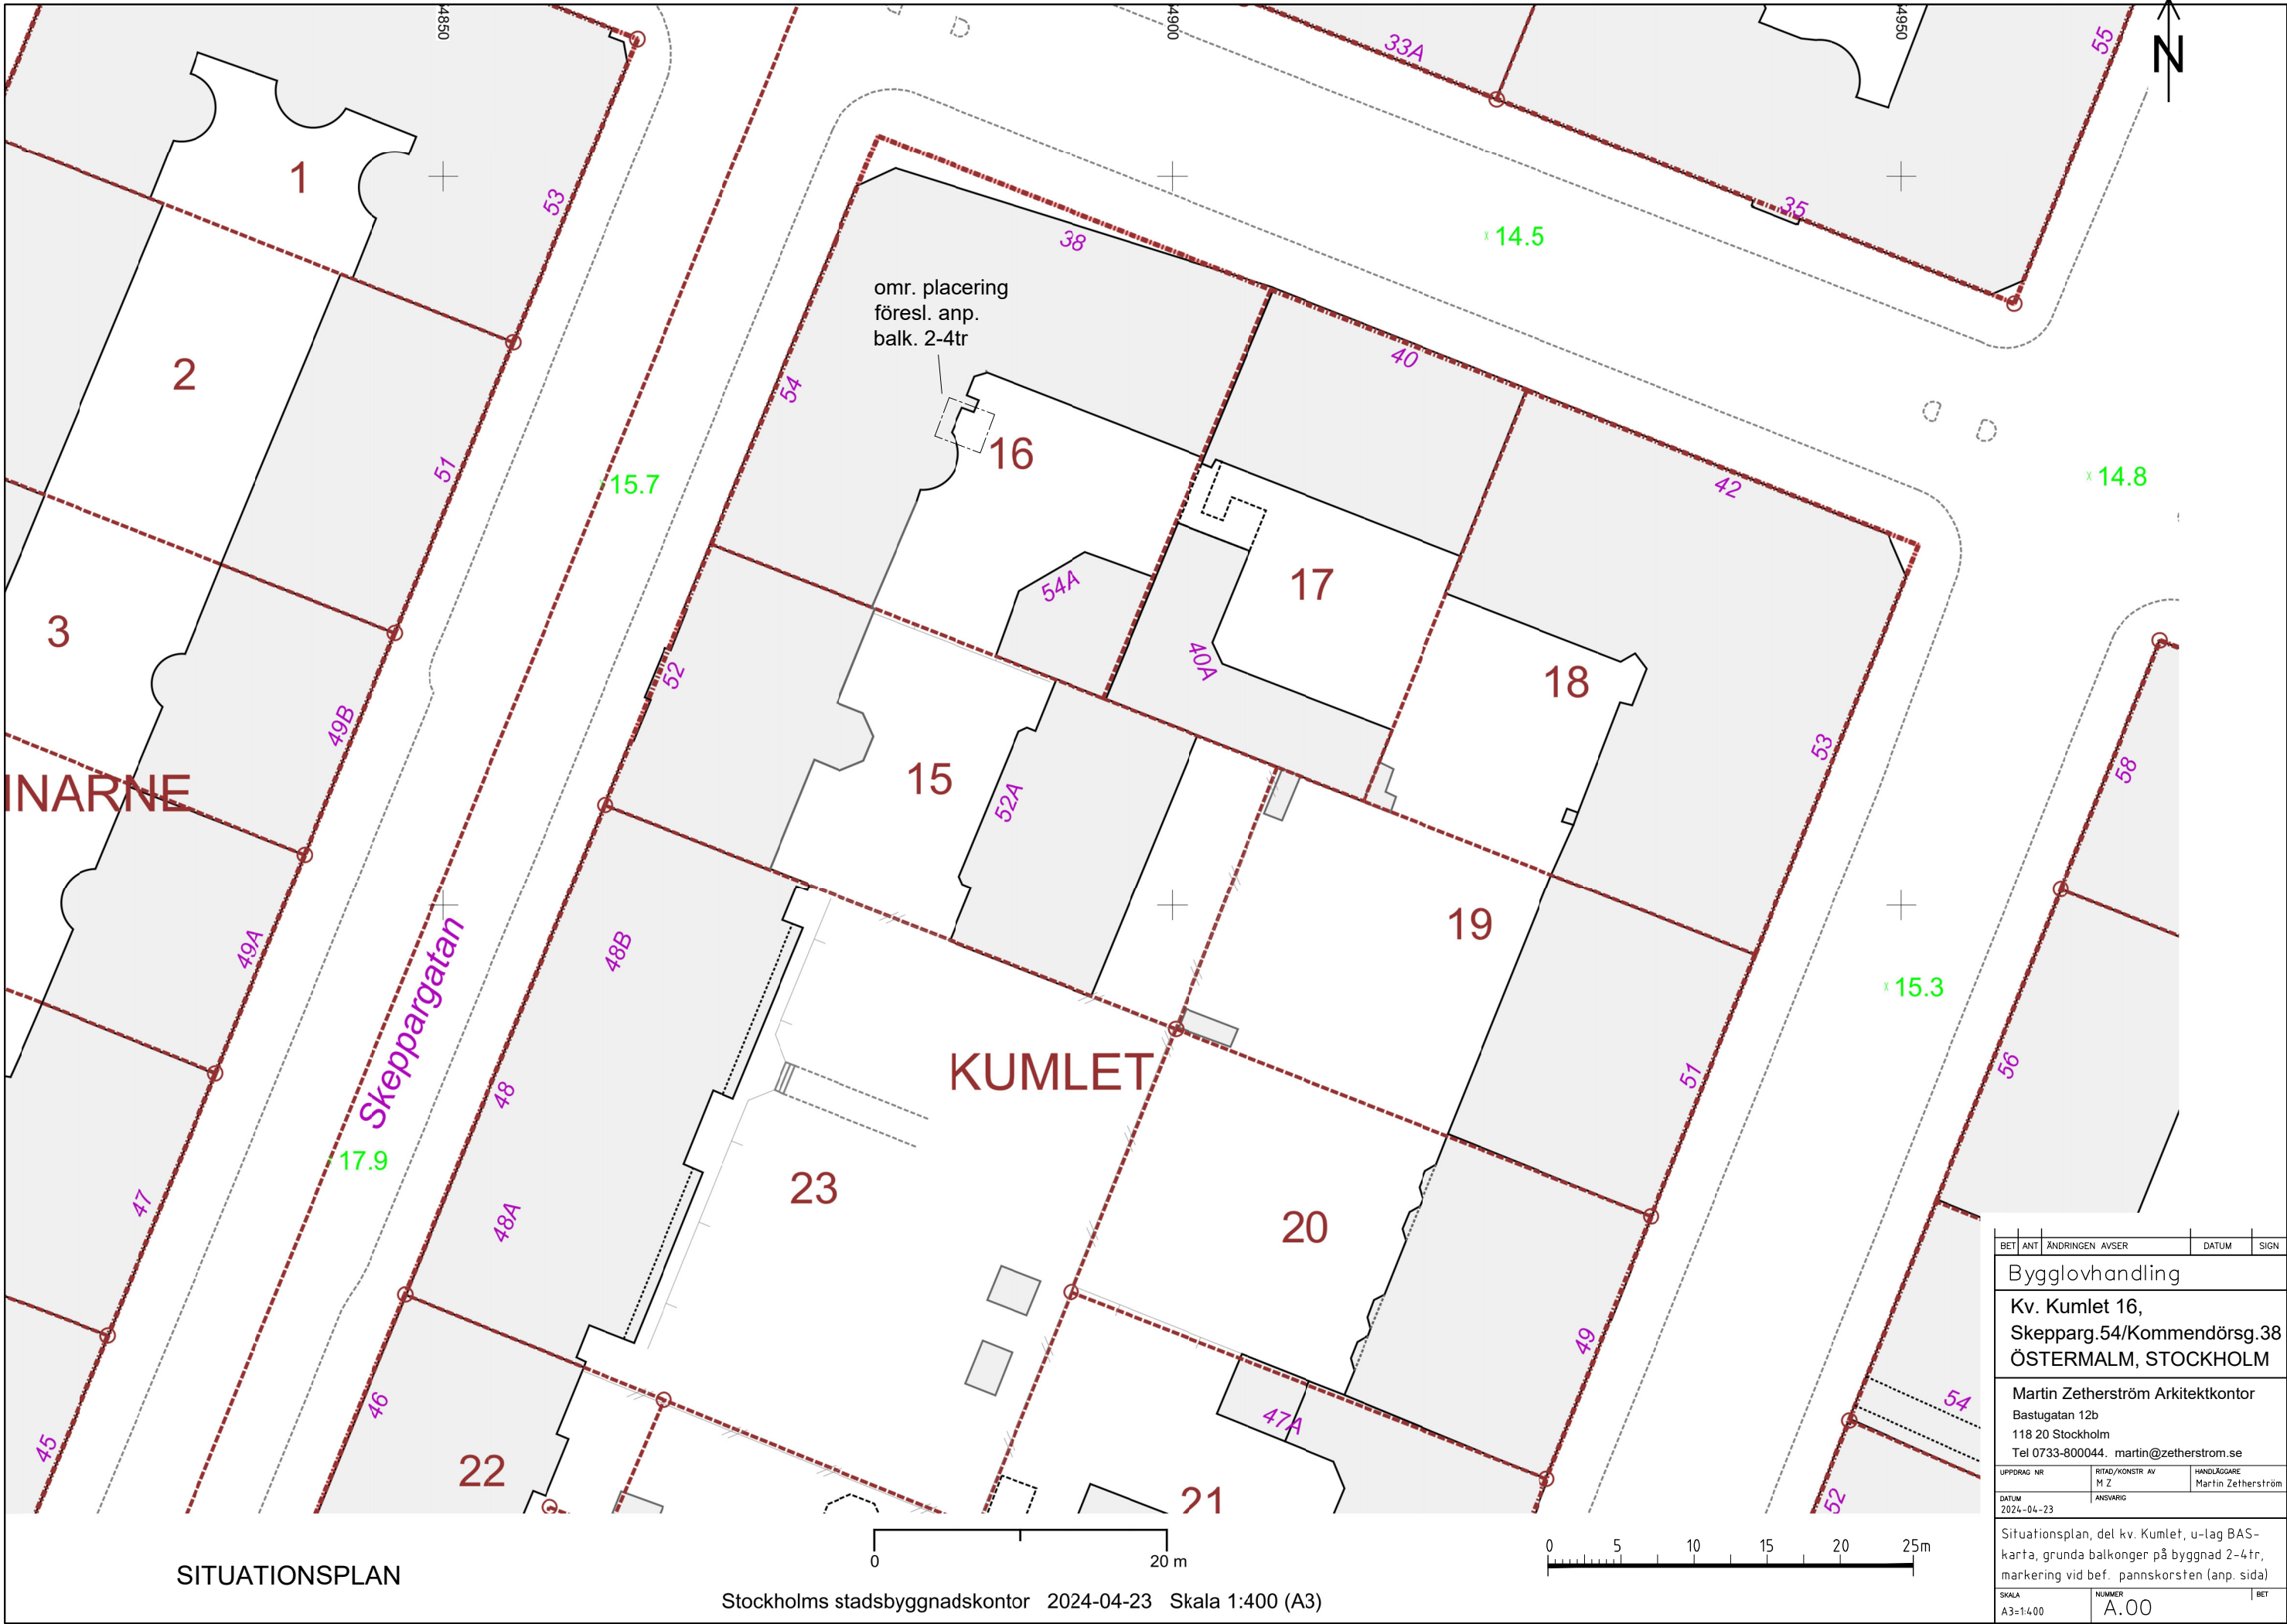 4850
4900
4950
33A
55
N
1
53
35
38
14.5
omr. placering
föresl. anp.
balk. 2-4tr
40
2
54
51
16
15.7
42
14.8
17
54A
3
52
40A
18
49B
53
58
INARNE
15
52A
49A
48B
19
Skeppargatan
15.3
KUMLET
48
51
56
17.9
23
47
48A
20
49
46
54
47A
45
22
21
52
BET ANT ÄNDRINGEN AVSER DATUM SIGN
Bygglovhandling
Kv. Kumlet 16,
Skepparg.54/Kommendörsg.38
ÖSTERMALM, STOCKHOLM
Martin Zetherström Arkitektkontor
Bastugatan 12b
118 20 Stockholm
Tel 0733-800044. martin@zetherstrom.se
UPPDRAG NR RITAD/KONSTR AV HANDLÄGGARE
M Z Martin Zetherström
DATUM ANSVARIG
2024-04-23
Situationsplan, del kv. Kumlet, u-lag BAS-
karta, grunda balkonger på byggnad 2-4tr,
markering vid bef. pannskorsten (anp. sida)
SKALA NUMMER BET
A3=1:400 A.00
0 20 m
0 5 10 15 20 25m
SITUATIONSPLAN
Stockholms stadsbyggnadskontor 2024-04-23 Skala 1:400 (A3)